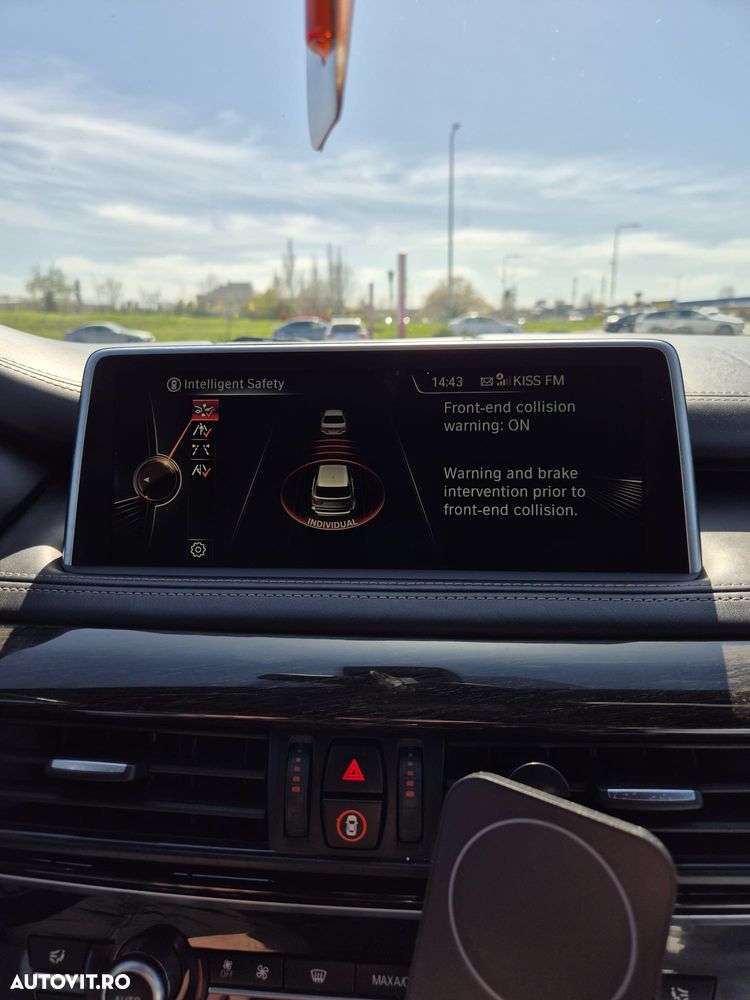 Intelligent Safety
14:43
KISS FM
Front-end collision
warning: ON
Warning and brake
intervention prior to
front-end collision.
INDIVIDUAL
OFF
MAX A/C
AUTO
AUTOVIT.RO